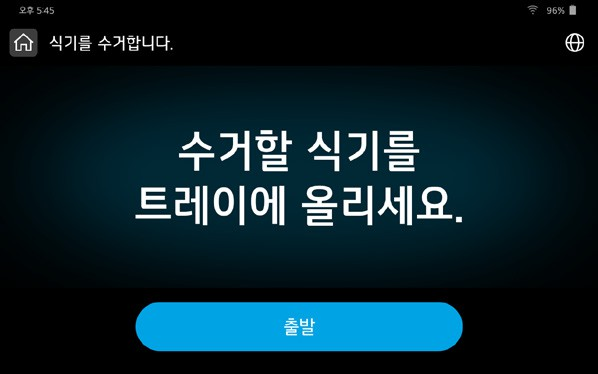 오후 5:45
96%
식기를 수거합니다.
수거할 식기를
트레이에 올리세요.
출발